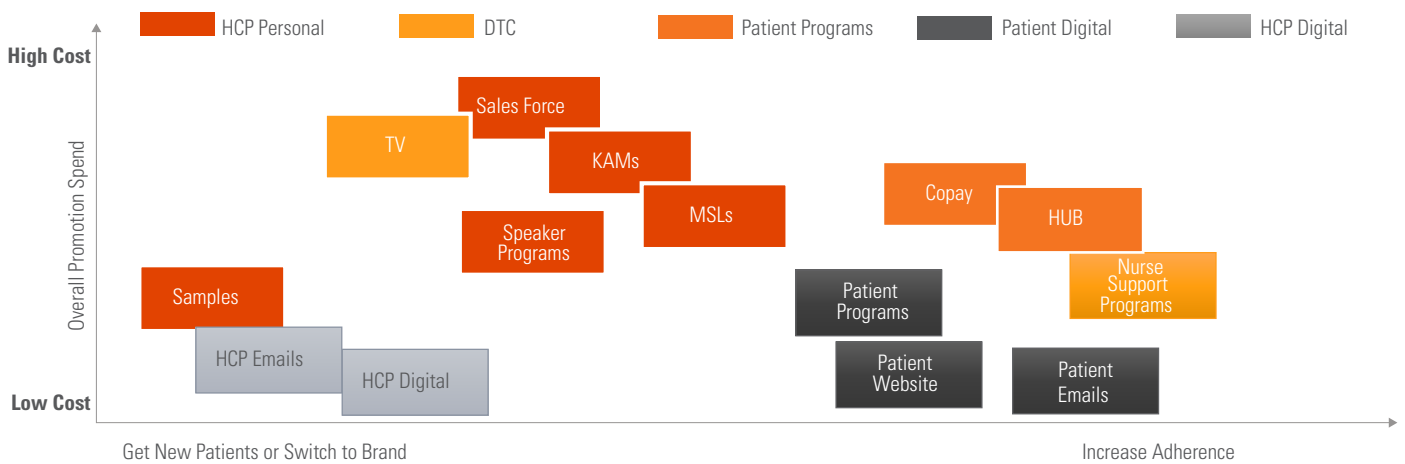 HCP Personal
DTC
Patient Programs
Patient Digital
HCP Digital
High Cost
Overall Promotion Spend
Low Cost
Sales Force
TV
KAMs
Copay
MSLs
HUB
Speaker
Programs
Nurse
Support
Programs
Samples
Patient
Programs
HCP Emails
HCP Digital
Patient
Website
Patient
Emails
Get New Patients or Switch to Brand
Increase Adherence